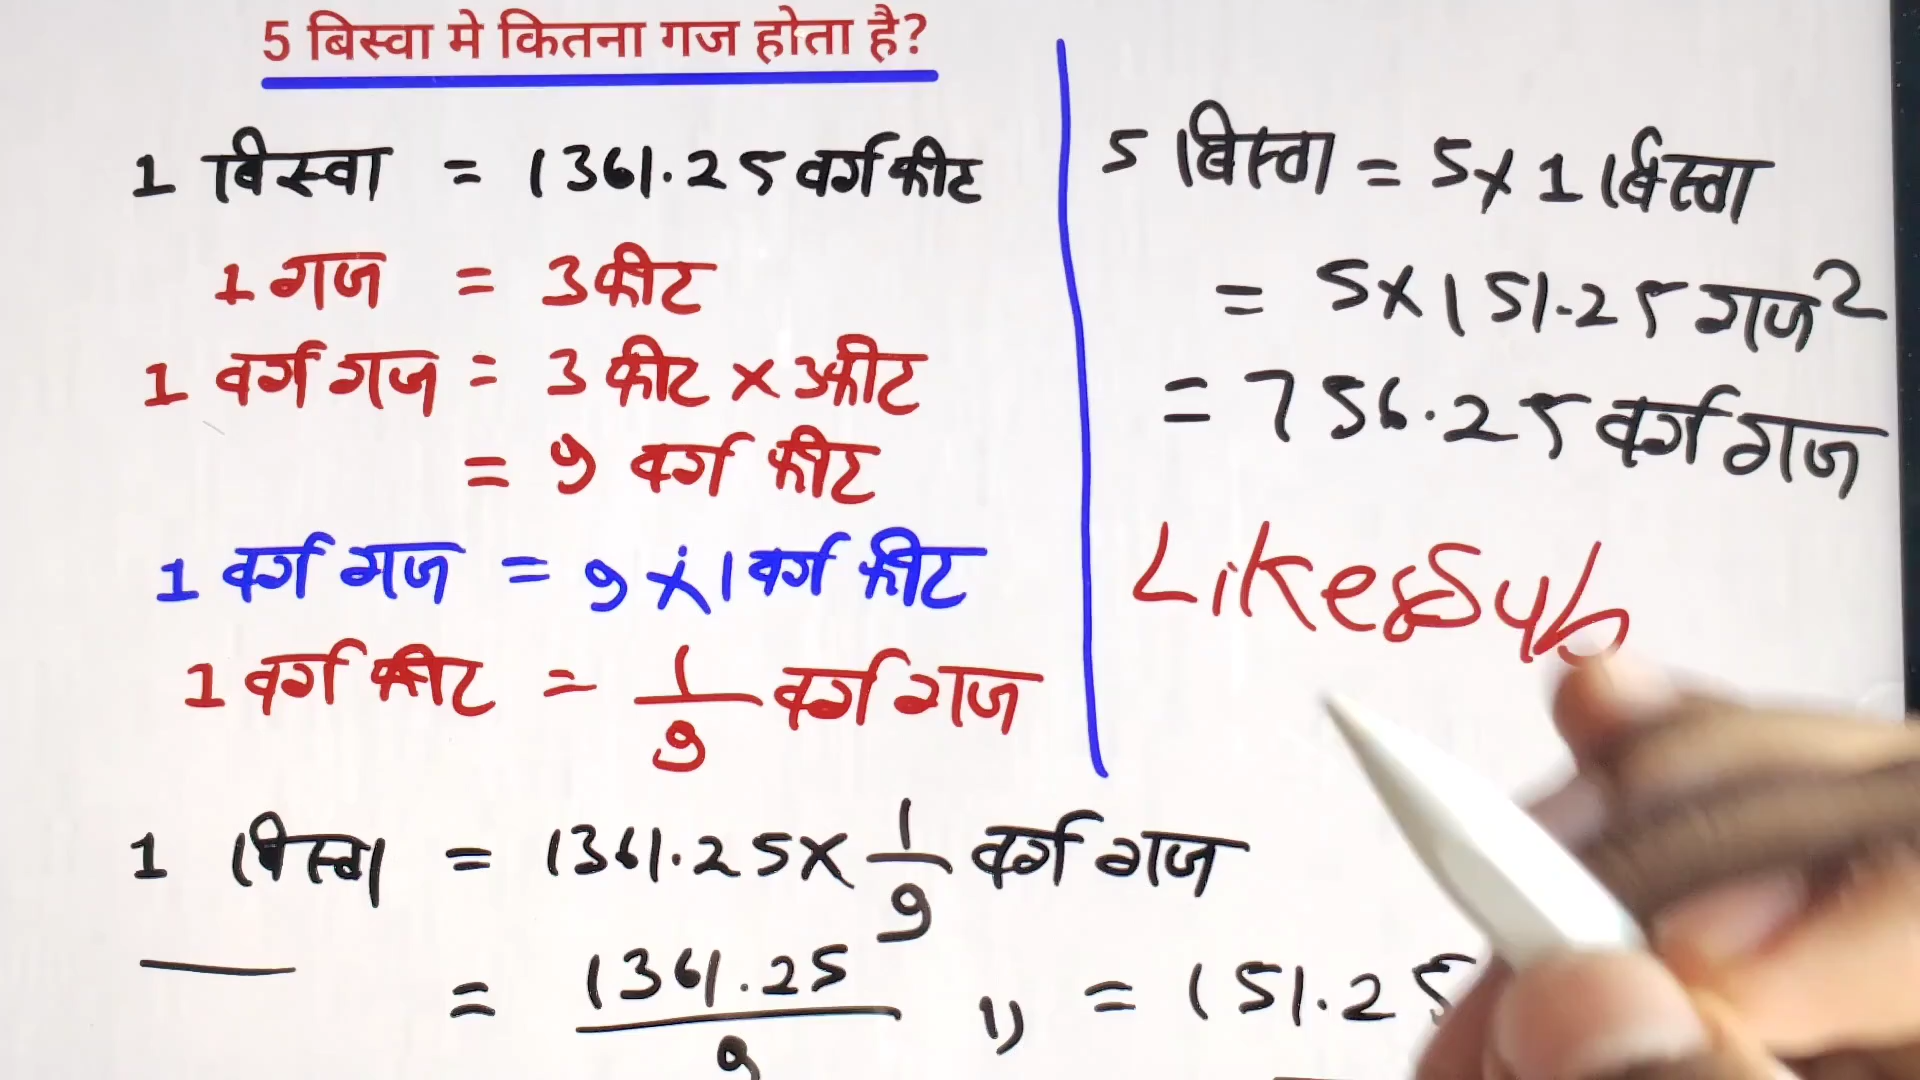 5 बिस्वा मे कितना गज होता है?
1 बिस्वा = 1361.25 वर्ग फीट
1 गज = 3 फीट
1 वर्ग गज = 3 फीट × 3 फीट
= 9 वर्ग फीट
1 वर्ग गज = 9 × 1 वर्ग फीट
1 वर्ग फीट = 1/9 वर्ग गज
1 बिस्वा = 1361.25 × 1/9 वर्ग गज
= 1361.25/9 ,, = 151.25
5 बिस्वा = 5 × 1 बिस्वा
= 5 × 151.25 गज²
= 756.25 वर्ग गज
Like & Sub